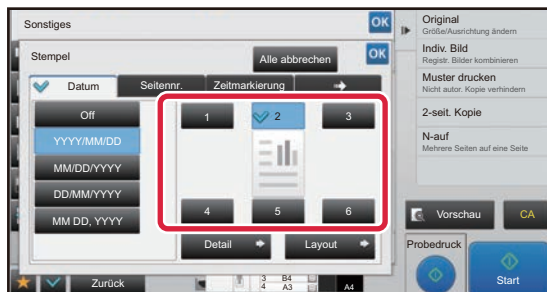 Sonstiges
OK
Stempel
Alle abbrechen
OK
Datum
Seitennr.
Zeitmarkierung
Off
YYYY/MM/DD
MM/DD/YYYY
DD/MM/YYYY
MM DD, YYYY
1
2
3
4
5
6
Detail
Layout
Zurück
3 B4
4 A3
A4
Original
Größe/Ausrichtung ändern
Indiv. Bild
Registr. Bilder kombinieren
Muster drucken
Nicht autor. Kopie verhindern
2-seit. Kopie
N-auf
Mehrere Seiten auf eine Seite
Vorschau
CA
Probedruck
Start